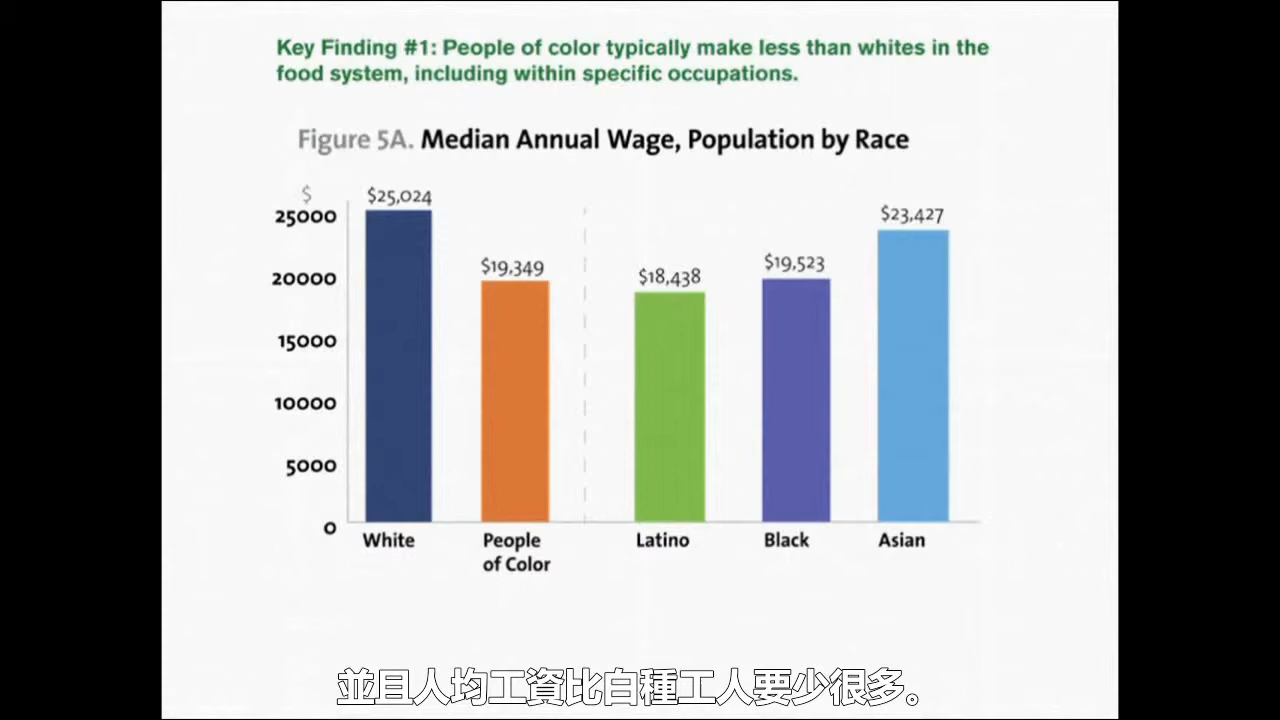 Key Finding #1: People of color typically make less than whites in the
food system, including within specific occupations.
Figure 5A. Median Annual Wage, Population by Race
$
25000
20000
15000
10000
5000
0
$25,024
$19,349
$18,438
$19,523
$23,427
White
People
of Color
Latino
Black
Asian
並且人均工資比白種工人要少很多。